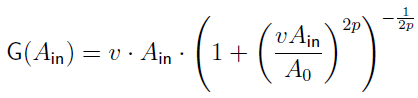 G(A_in) = v · A_in · (1 + (vA_in / A_0)^{2p})^{-1/2p}